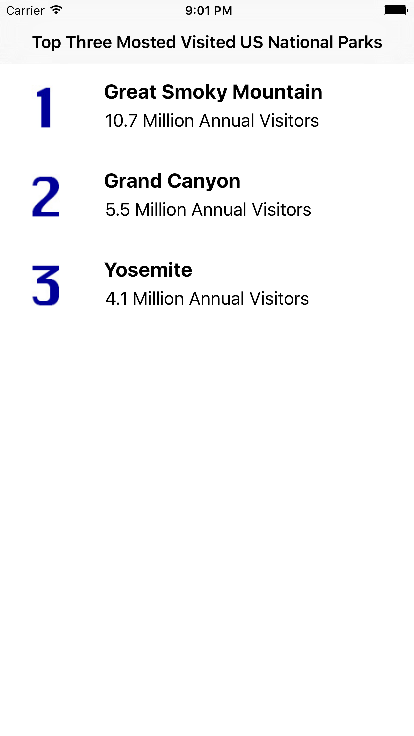 Carrier 9:01 PM
Top Three Mosted Visited US National Parks
1
Great Smoky Mountain
10.7 Million Annual Visitors
2
Grand Canyon
5.5 Million Annual Visitors
3
Yosemite
4.1 Million Annual Visitors